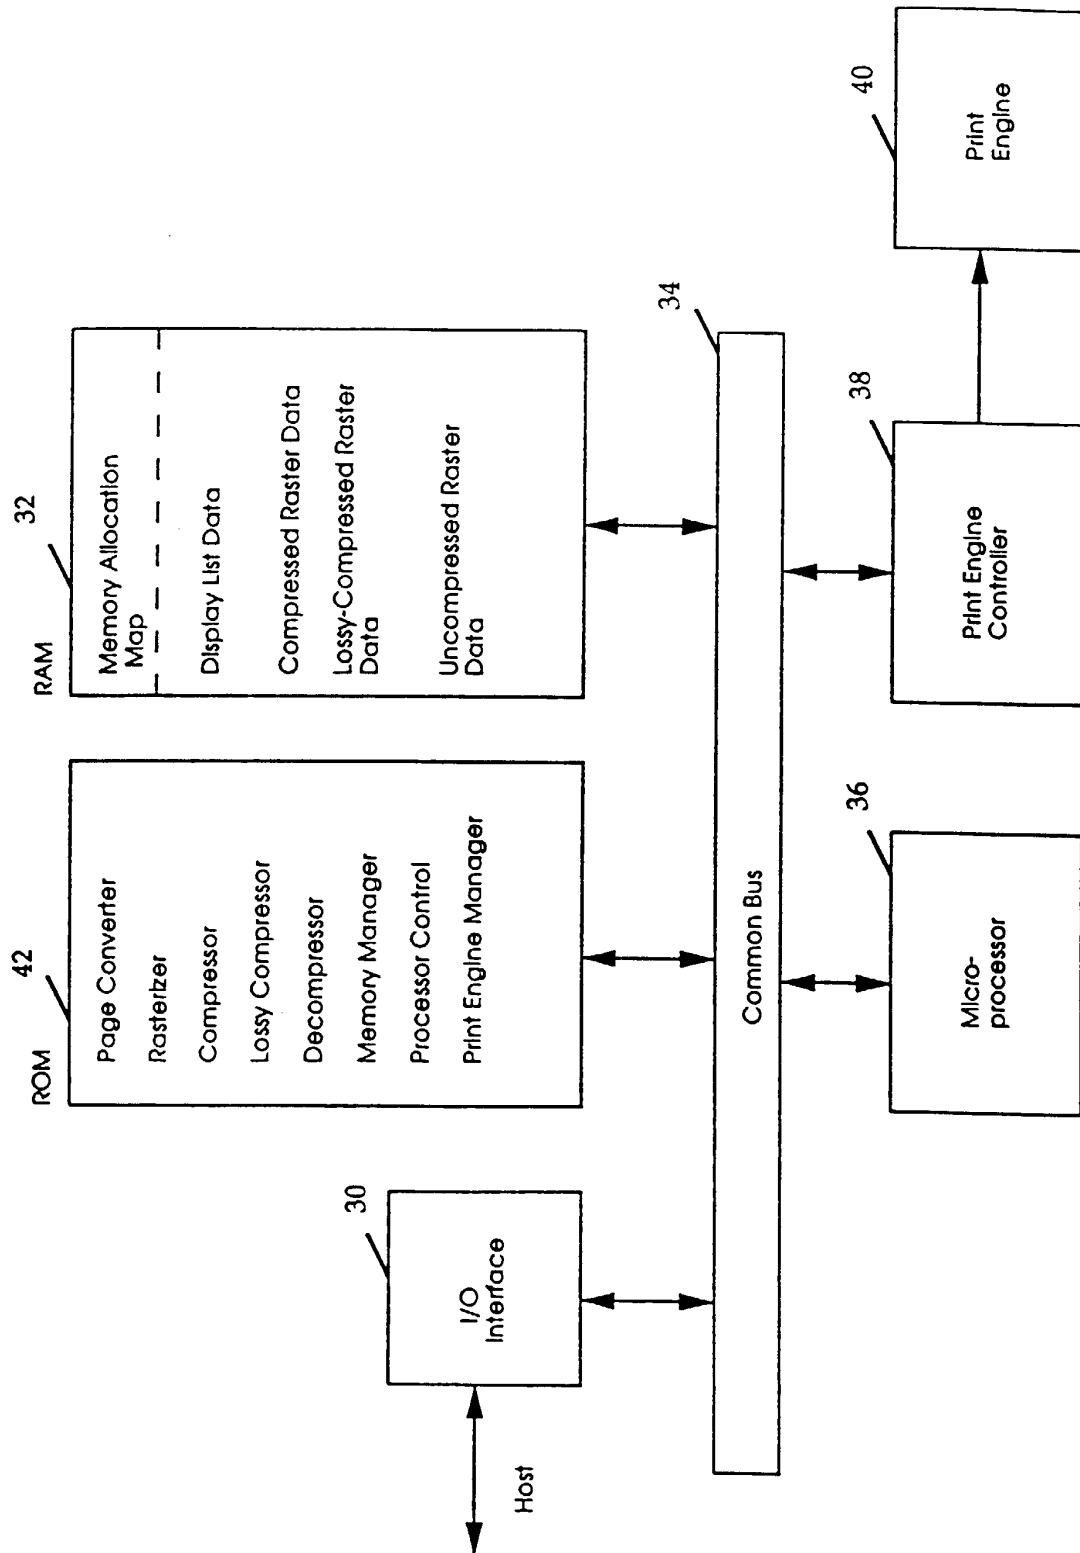 ROM
42
Page Converter
Rasterizer
Compressor
Lossy Compressor
Decompressor
Memory Manager
Processor Control
Print Engine Manager
RAM
32
Memory Allocation
Map
Display List Data
Compressed Raster Data
Lossy-Compressed Raster
Data
Uncompressed Raster
Data
30
I/O
Interface
Host
34
Common Bus
36
Micro-
processor
38
Print Engine
Controller
40
Print
Engine